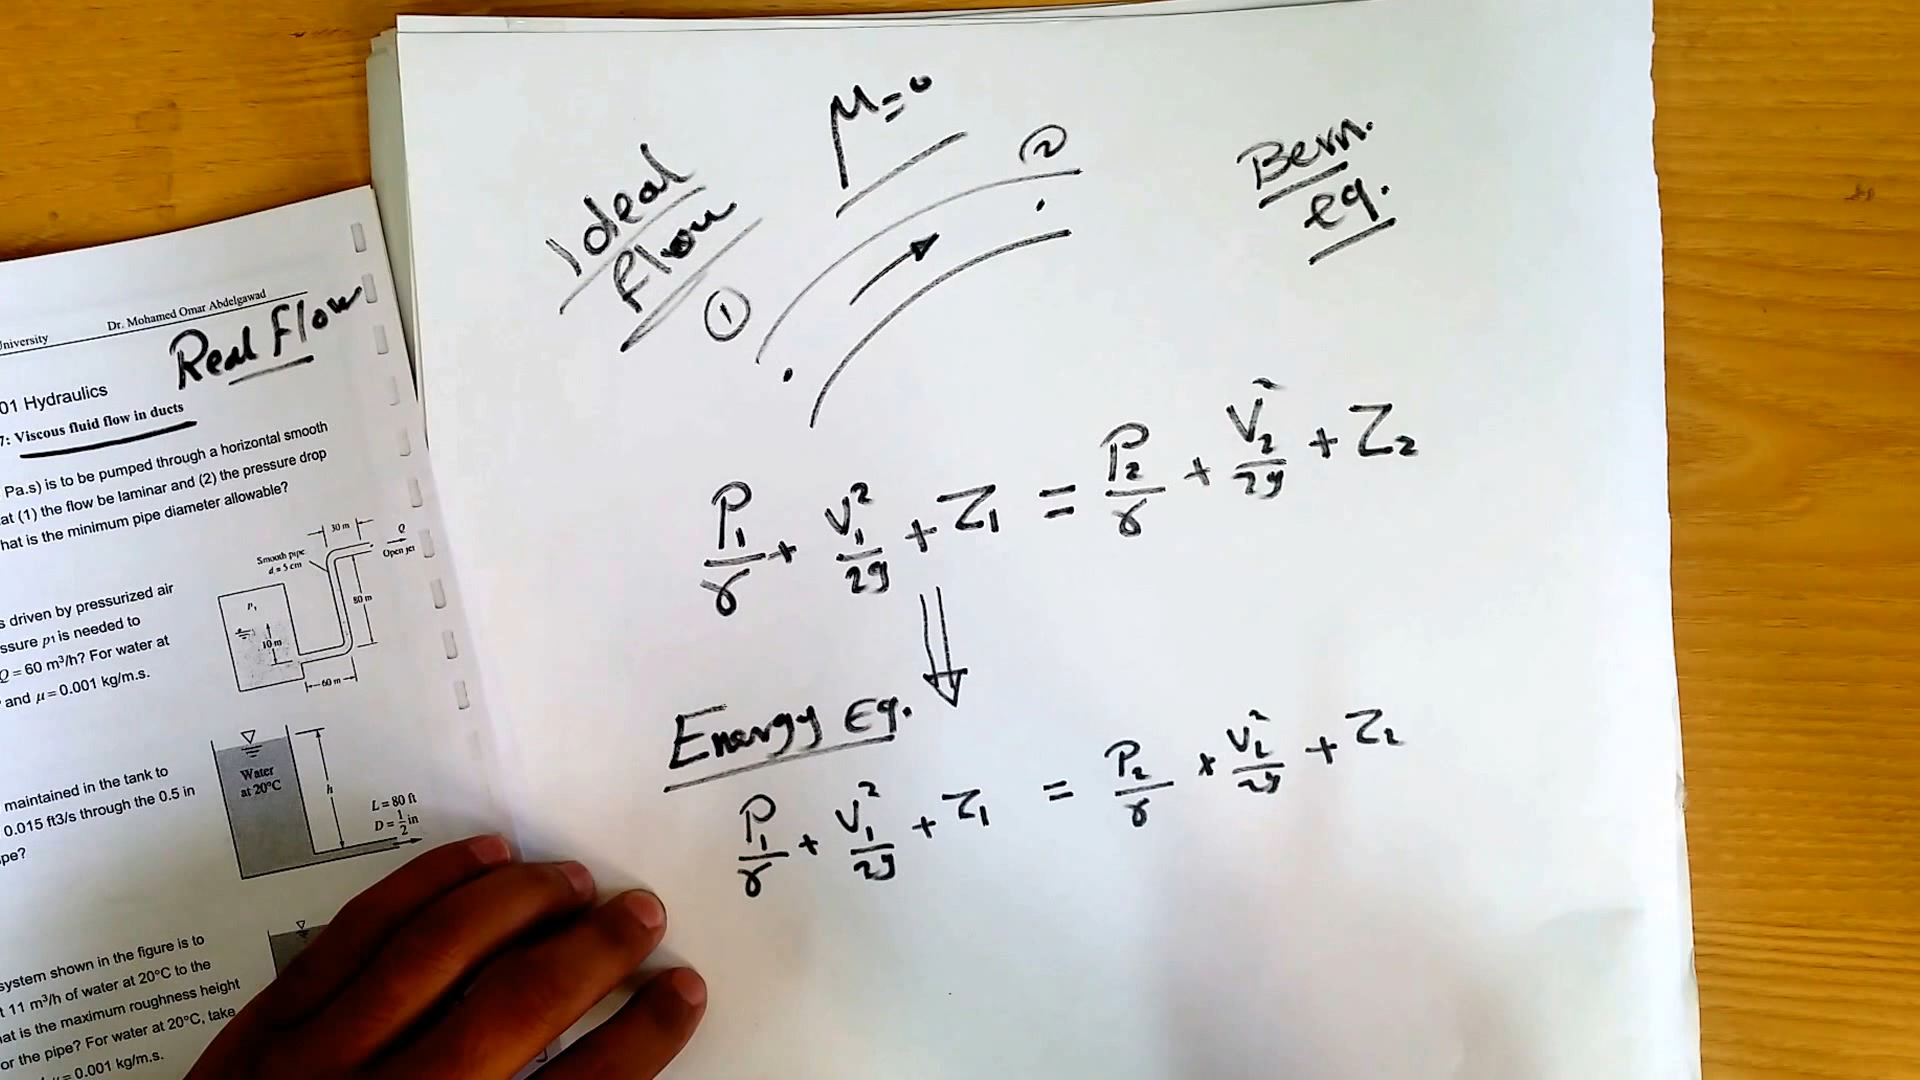 University Dr. Mohamed Omar Abdelgawad
Real Flow
01 Hydraulics
7: Viscous fluid flow in ducts
Pa.s) is to be pumped through a horizontal smooth
at (1) the flow be laminar and (2) the pressure drop
hat is the minimum pipe diameter allowable?
30 m
Q
Smooth pipe
d = 5 cm
Open jet
P₁
80 m
10 m
60 m
s driven by pressurized air
ssure p1 is needed to
Q = 60 m³/h? For water at
and μ = 0.001 kg/m.s.
Water
at 20°C
h
L = 80 ft
D = 1/2 in
maintained in the tank to
0.015 ft3/s through the 0.5 in
pe?
system shown in the figure is to
t 11 m³/h of water at 20°C to the
at is the maximum roughness height
or the pipe? For water at 20°C, take
μ = 0.001 kg/m.s.
Ideal
Flow
μ=0
①
②
Bern.
eq.
P₁/γ + V₁²/2g + Z₁ = P₂/γ + V₂²/2g + Z₂
Energy Eq.
P₁/γ + V₁²/2g + Z₁ = P₂/γ + V₂²/2g + Z₂